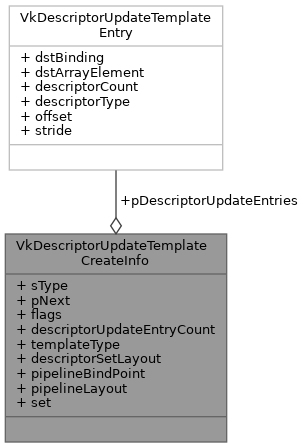 VkDescriptorUpdateTemplate
Entry
+ dstBinding
+ dstArrayElement
+ descriptorCount
+ descriptorType
+ offset
+ stride
+pDescriptorUpdateEntries
VkDescriptorUpdateTemplate
CreateInfo
+ sType
+ pNext
+ flags
+ descriptorUpdateEntryCount
+ templateType
+ descriptorSetLayout
+ pipelineBindPoint
+ pipelineLayout
+ set